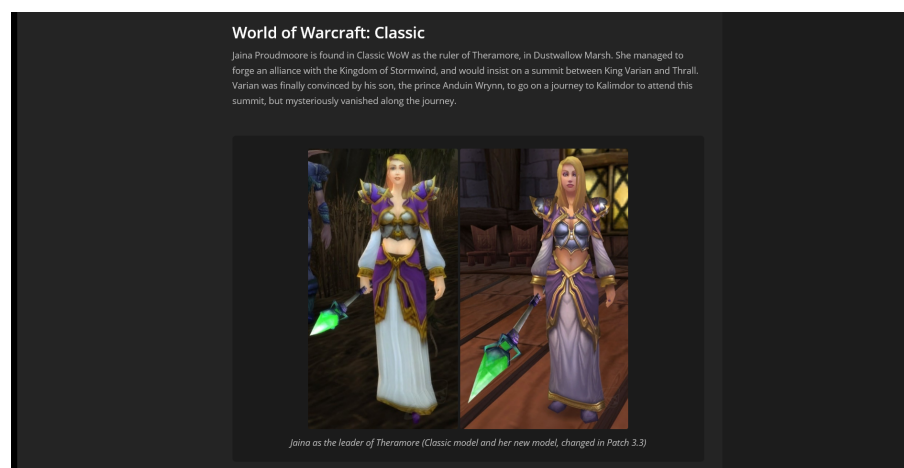 World of Warcraft: Classic
Jaina Proudmoore is found in Classic WoW as the ruler of Theramore, in Dustwallow Marsh. She managed to
forge an alliance with the Kingdom of Stormwind, and would insist on a summit between King Varian and Thrall.
Varian was finally convinced by his son, the prince Anduin Wrynn, to go on a journey to Kalimdor to attend this
summit, but mysteriously vanished along the journey.
Jaina as the leader of Theramore (Classic model and her new model, changed in Patch 3.3)